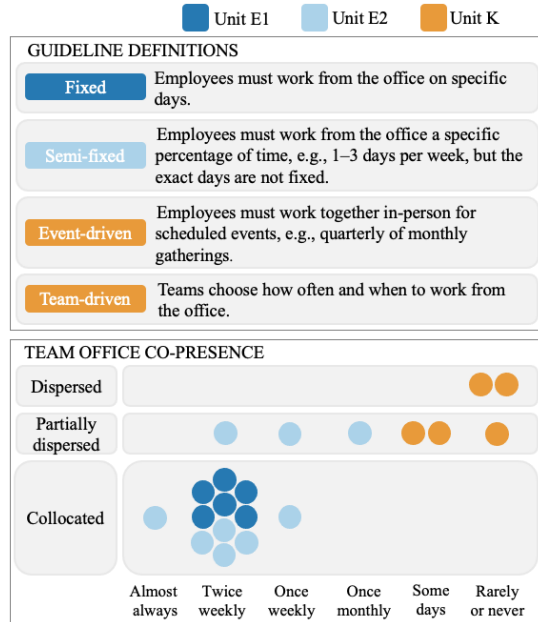 Unit E1 Unit E2 Unit K
GUIDELINE DEFINITIONS
Fixed
Employees must work from the office on specific
days.
Semi-fixed
Employees must work from the office a specific
percentage of time, e.g., 1–3 days per week, but the
exact days are not fixed.
Event-driven
Employees must work together in-person for
scheduled events, e.g., quarterly of monthly
gatherings.
Team-driven
Teams choose how often and when to work from
the office.
TEAM OFFICE CO-PRESENCE
Dispersed
Partially
dispersed
Collocated
Almost
always
Twice
weekly
Once
weekly
Once
monthly
Some
days
Rarely
or never